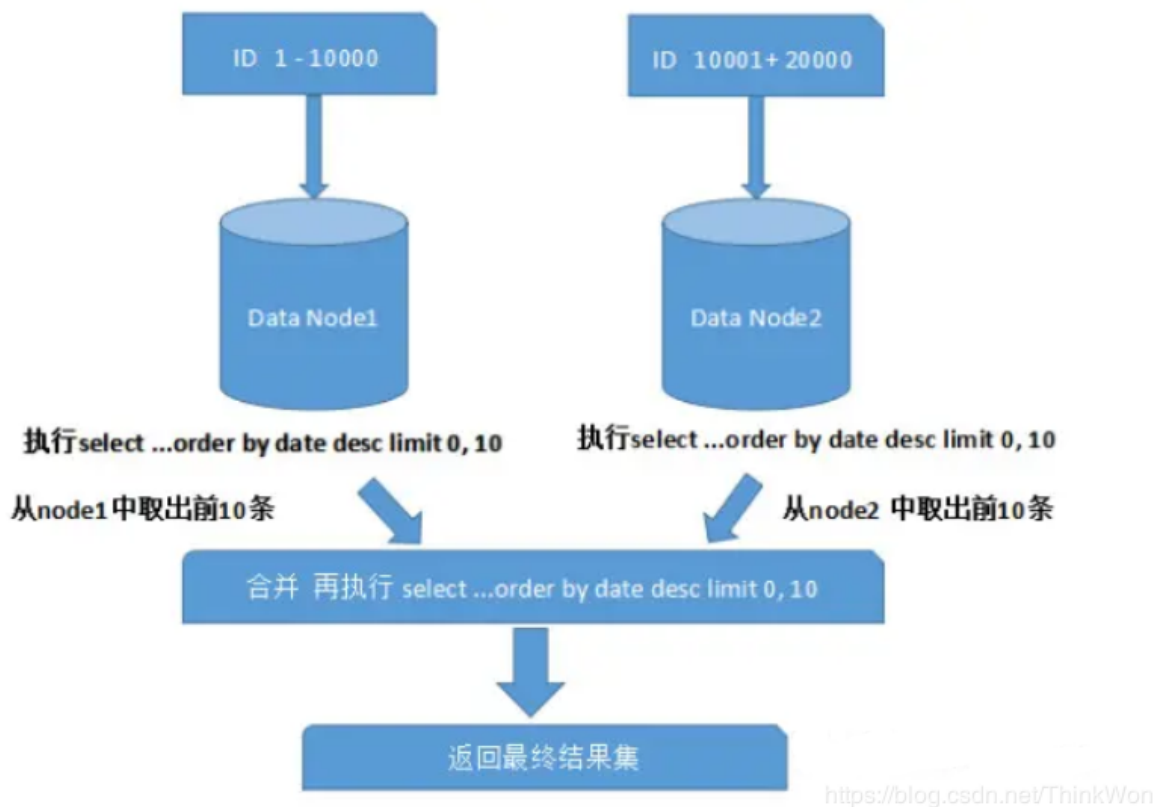 ID 1 - 10000
ID 10001+ 20000
Data Node1
Data Node2
执行select ...order by date desc limit 0, 10
执行select ...order by date desc limit 0, 10
从node1中取出前10条
从node2 中取出前10条
合并 再执行 select ...order by date desc limit 0, 10
返回最终结果集
https://blog.csdn.net/ThinkWon